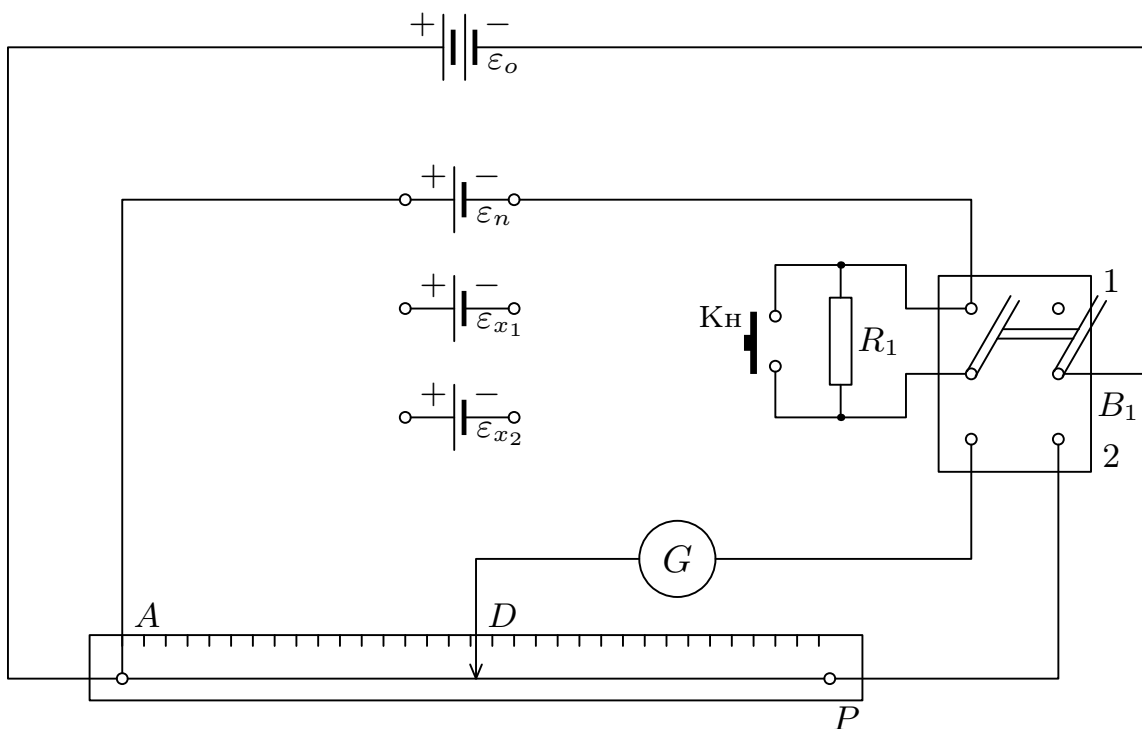 + −
ε_o
+ −
ε_n
+ −
ε_{x_1}
+ −
ε_{x_2}
Кн
R_1
1
B_1
2
G
A
D
P